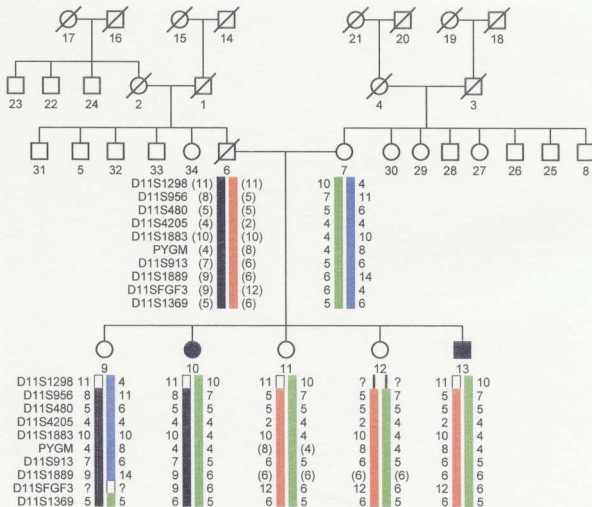 17 16 15 14 21 20 19 18
23 22 24 2 1 4 3
31 5 32 33 34 6 7 30 29 28 27 26 25 8
D11S1298 (11) (11) 10 4
D11S956 (8) (5) 7 11
D11S480 (5) (5) 5 6
D11S4205 (4) (2) 4 4
D11S1883 (10) (10) 4 10
PYGM (4) (8) 4 8
D11S913 (7) (6) 5 6
D11S1889 (9) (6) 6 14
D11SFGF3 (9) (12) 6 4
D11S1369 (5) (6) 5 6
9 10 11 12 13
D11S1298 11 4 11 10 11 10 ? ? 11 10
D11S956 8 11 8 7 5 7 5 7 5 7
D11S480 5 6 5 5 5 5 5 5 5 5
D11S4205 4 4 4 4 2 4 2 4 2 4
D11S1883 10 10 10 4 10 4 10 4 10 4
PYGM 4 8 4 4 (8) (4) 8 4 8 4
D11S913 7 6 7 5 6 5 6 5 6 5
D11S1889 9 14 9 6 (6) (6) (6) (6) 6 6
D11SFGF3 ? ? 9 6 12 6 12 6 12 6
D11S1369 5 5 5 5 6 5 6 5 6 5